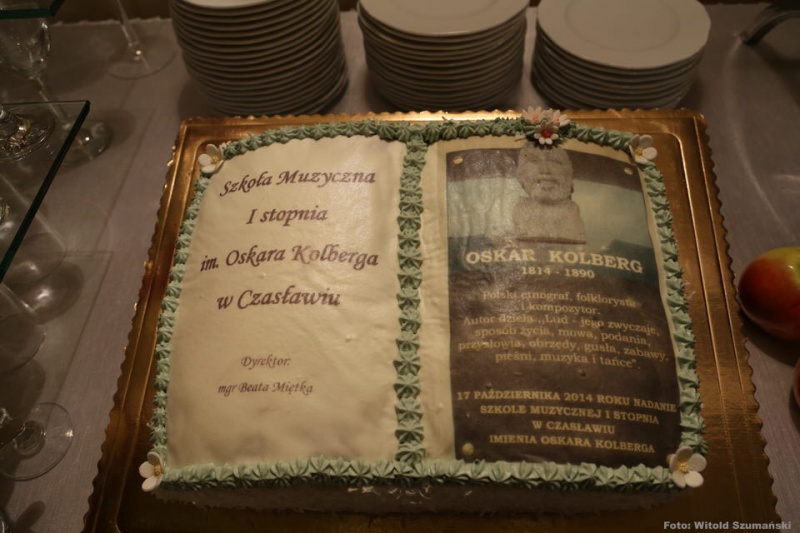 Szkoła Muzyczna
I stopnia
im. Oskara Kolberga
w Czasławiu
Dyrektor:
mgr Beata Miętka
OSKAR KOLBERG
1814 - 1890
Polski etnograf, folklorysta
i kompozytor.
Autor dzieła ,,Lud - jego zwyczaje,
sposób życia, mowa, podania,
przysłowia, obrzędy, gusła, zabawy,
pieśni, muzyka i tańce".
17 PAŹDZIERNIKA 2014 ROKU NADANIE
SZKOLE MUZYCZNEJ I STOPNIA
W CZASŁAWIU
IMIENIA OSKARA KOLBERGA
Foto: Witold Szumański